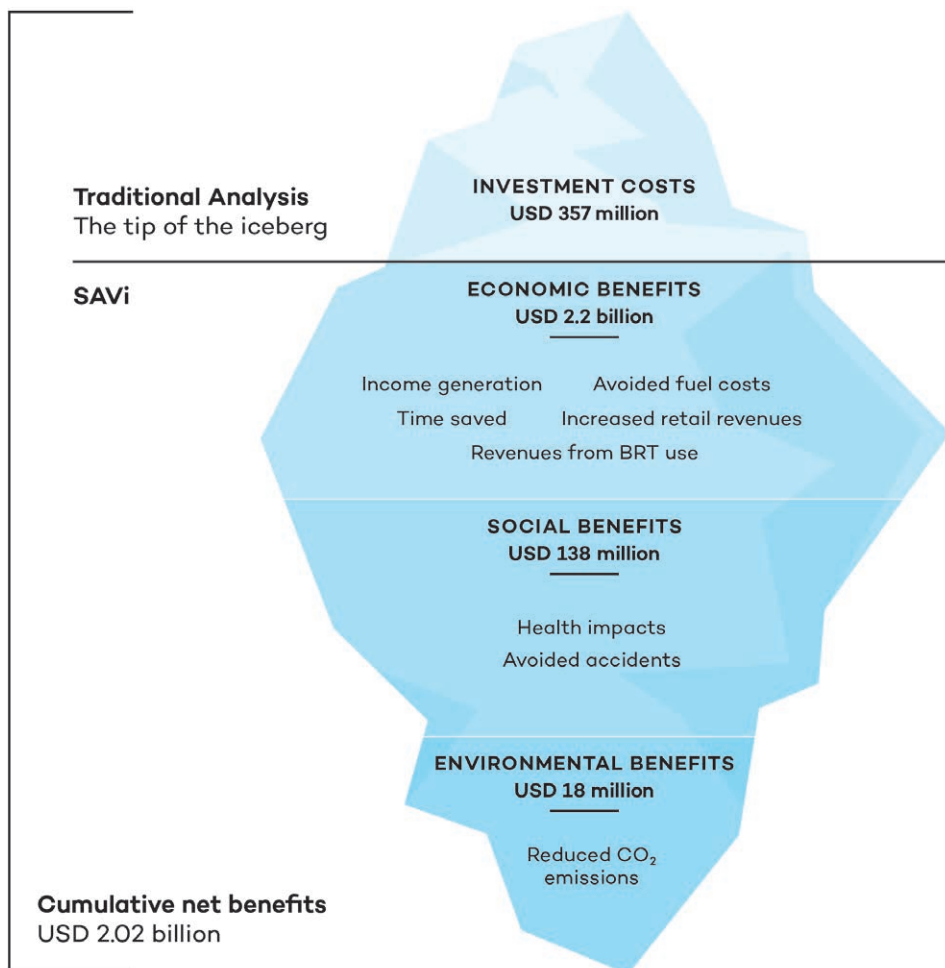 Traditional Analysis
The tip of the iceberg
INVESTMENT COSTS
USD 357 million
SAVi
ECONOMIC BENEFITS
USD 2.2 billion
Income generation Avoided fuel costs
Time saved Increased retail revenues
Revenues from BRT use
SOCIAL BENEFITS
USD 138 million
Health impacts
Avoided accidents
ENVIRONMENTAL BENEFITS
USD 18 million
Reduced CO₂
emissions
Cumulative net benefits
USD 2.02 billion